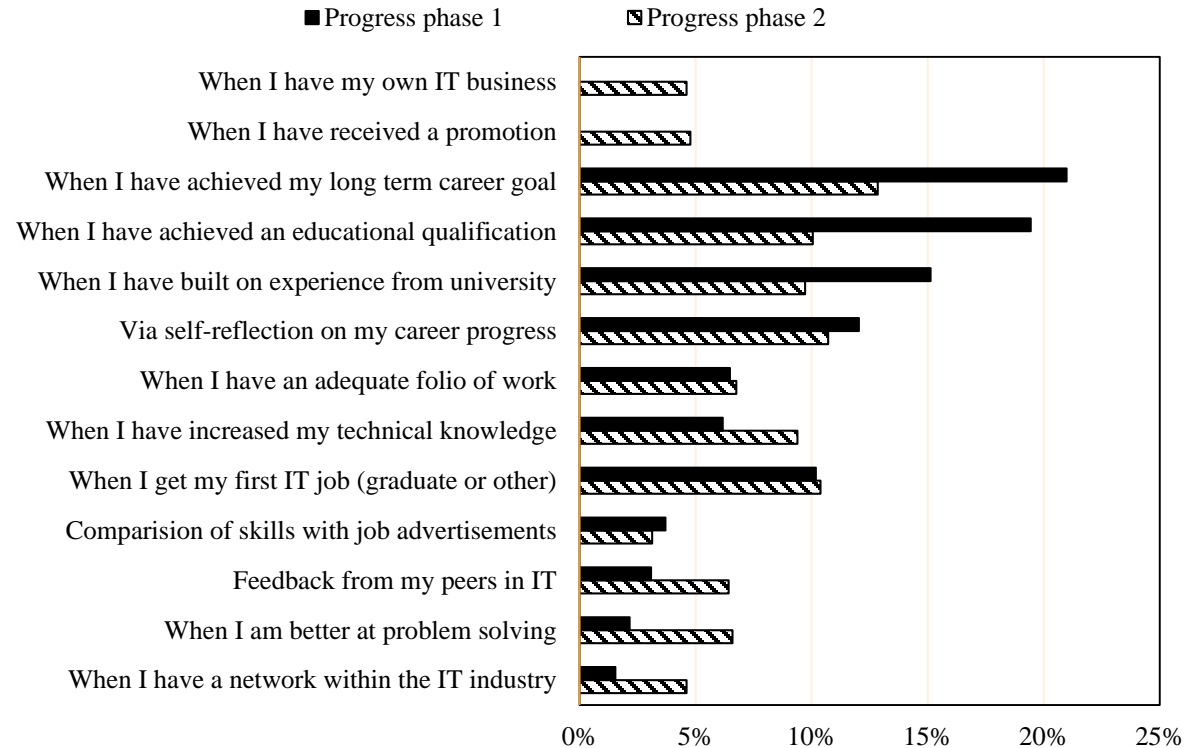 Progress phase 1 Progress phase 2
When I have my own IT business
When I have received a promotion
When I have achieved my long term career goal
When I have achieved an educational qualification
When I have built on experience from university
Via self-reflection on my career progress
When I have an adequate folio of work
When I have increased my technical knowledge
When I get my first IT job (graduate or other)
Comparision of skills with job advertisements
Feedback from my peers in IT
When I am better at problem solving
When I have a network within the IT industry
0% 5% 10% 15% 20% 25%